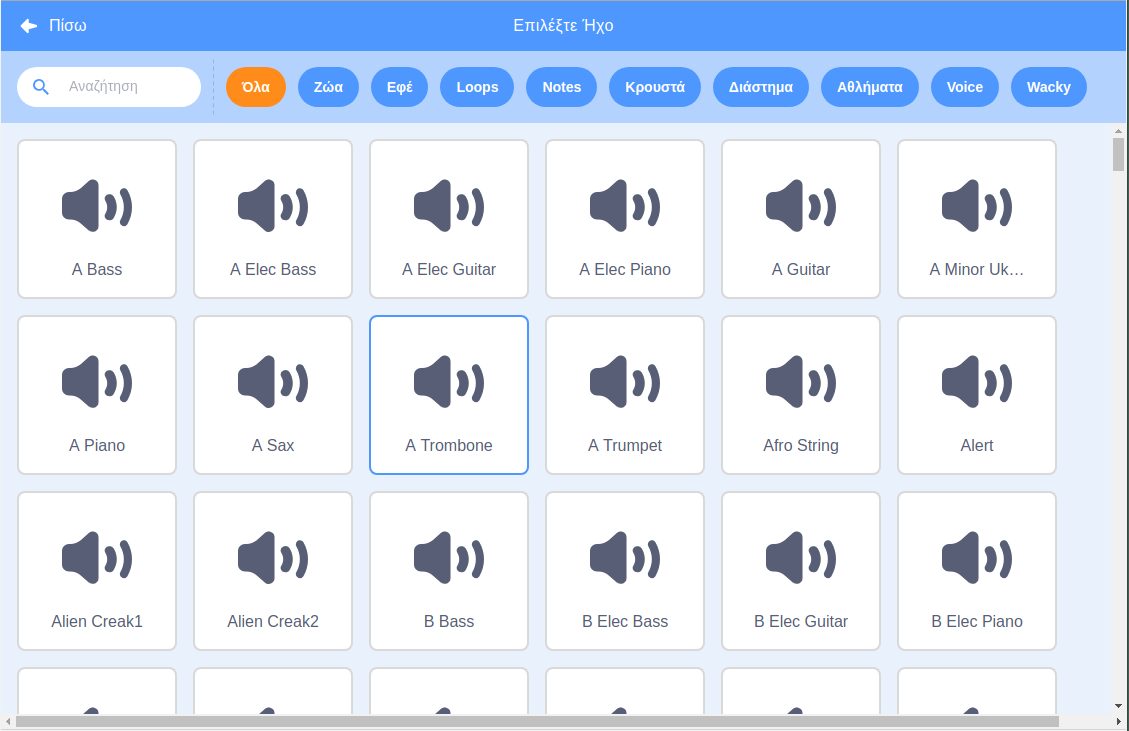 Πίσω
Επιλέξτε Ήχο
Αναζήτηση
Όλα
Ζώα
Εφέ
Loops
Notes
Κρουστά
Διάστημα
Αθλήματα
Voice
Wacky
A Bass
A Elec Bass
A Elec Guitar
A Elec Piano
A Guitar
A Minor Uk…
A Piano
A Sax
A Trombone
A Trumpet
Afro String
Alert
Alien Creak1
Alien Creak2
B Bass
B Elec Bass
B Elec Guitar
B Elec Piano